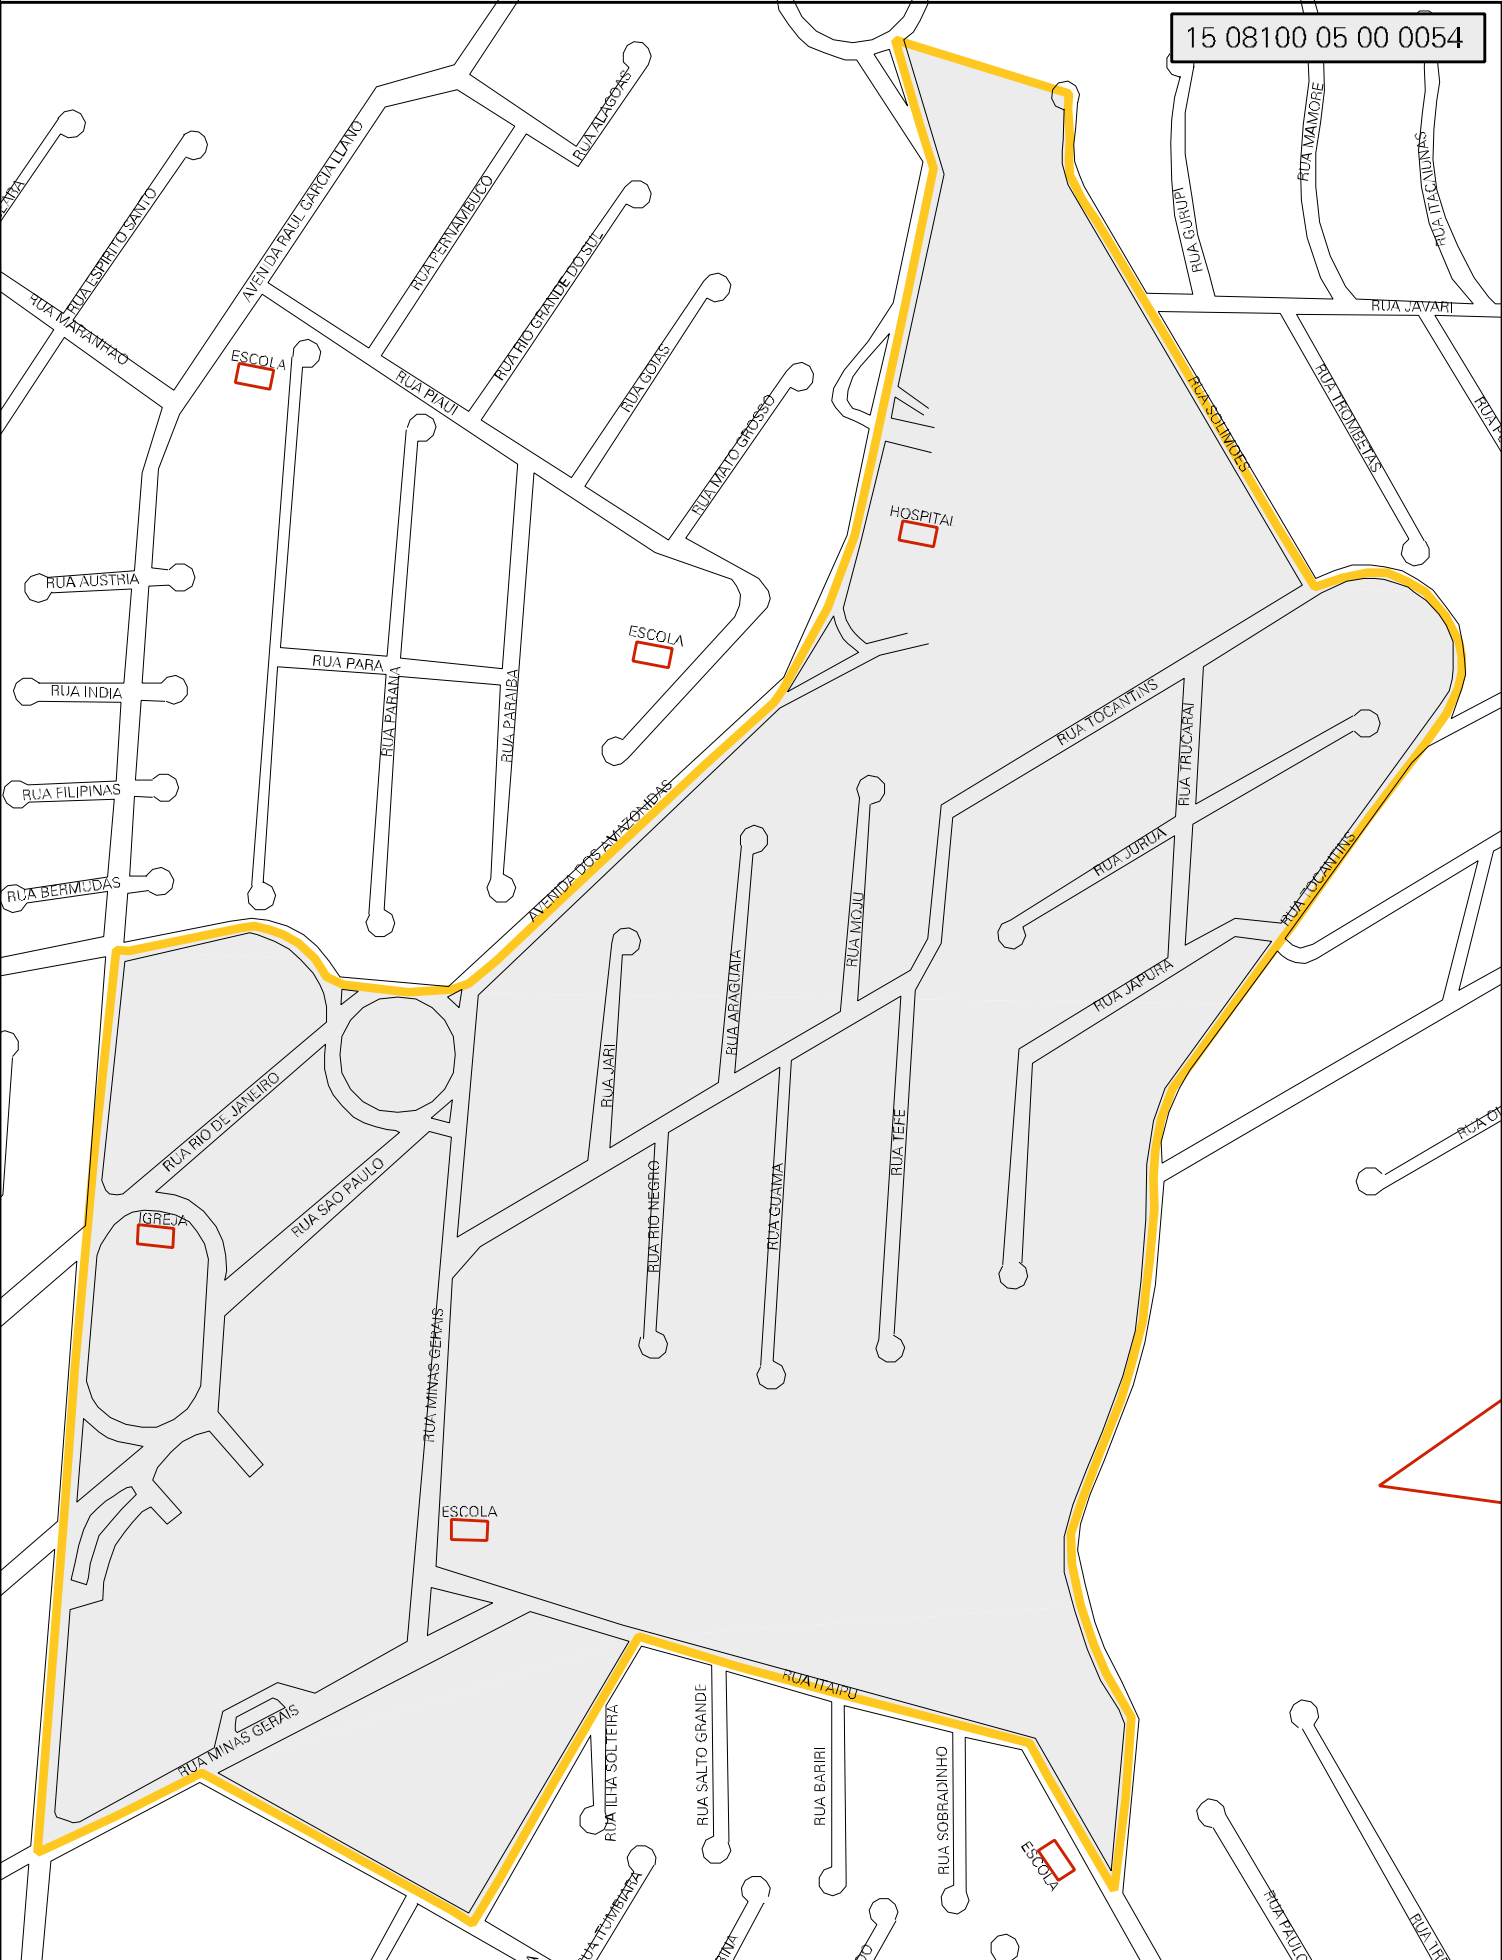 15 08100 05 00 0054
RUA ALAGOAS
RUA MAMORE
RUA ITACAIUNAS
AVENIDA RAUL GARCIA LLANO
RUA PERNAMBUCO
RUA ESPIRITO SANTO
RUA GURUPI
RUA RIO GRANDE DO SUL
RUA MARANHAO
RUA JAVARI
ESCOLA
RUA PIAUI
RUA GOIAS
RUA MATO GROSSO
RUA SOLIMOES
RUA TROMBETAS
HOSPITAL
RUA AUSTRIA
ESCOLA
RUA PARA
RUA INDIA
RUA PARANA
RUA PARAIBA
RUA TOCANTINS
RUA TRUCARAI
RUA FILIPINAS
AVENIDA DOS AMAZONIDAS
RUA JURUA
RUA TOCANTINS
RUA BERMUDAS
RUA MOJU
RUA ARAGUAIA
RUA JAPURA
RUA JARI
RUA RIO DE JANEIRO
RUA TEFE
RUA SAO PAULO
RUA RIO NEGRO
RUA GUAMA
IGREJA
RUA MINAS GERAIS
ESCOLA
RUA ITAIPU
RUA MINAS GERAIS
RUA ILHA SOLTEIRA
RUA SALTO GRANDE
RUA BARIRI
RUA SOBRADINHO
ESCOLA
RUA ITUMBIARA
RUA PAULO